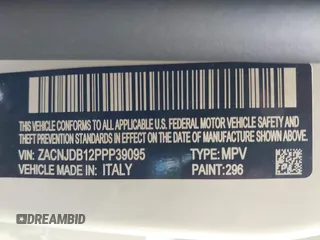 THIS VEHICLE CONFORMS TO ALL APPLICABLE U.S. FEDERAL MOTOR VEHICLE SAFETY AND
THEFT PREVENTION STANDARDS IN EFFECT ON THE DATE OF MANUFACTURE SHOWN ABOVE.
VIN: ZACNJDB12PPP39095 TYPE: MPV
VEHICLE MADE IN: ITALY PAINT: 296
DREAMBID